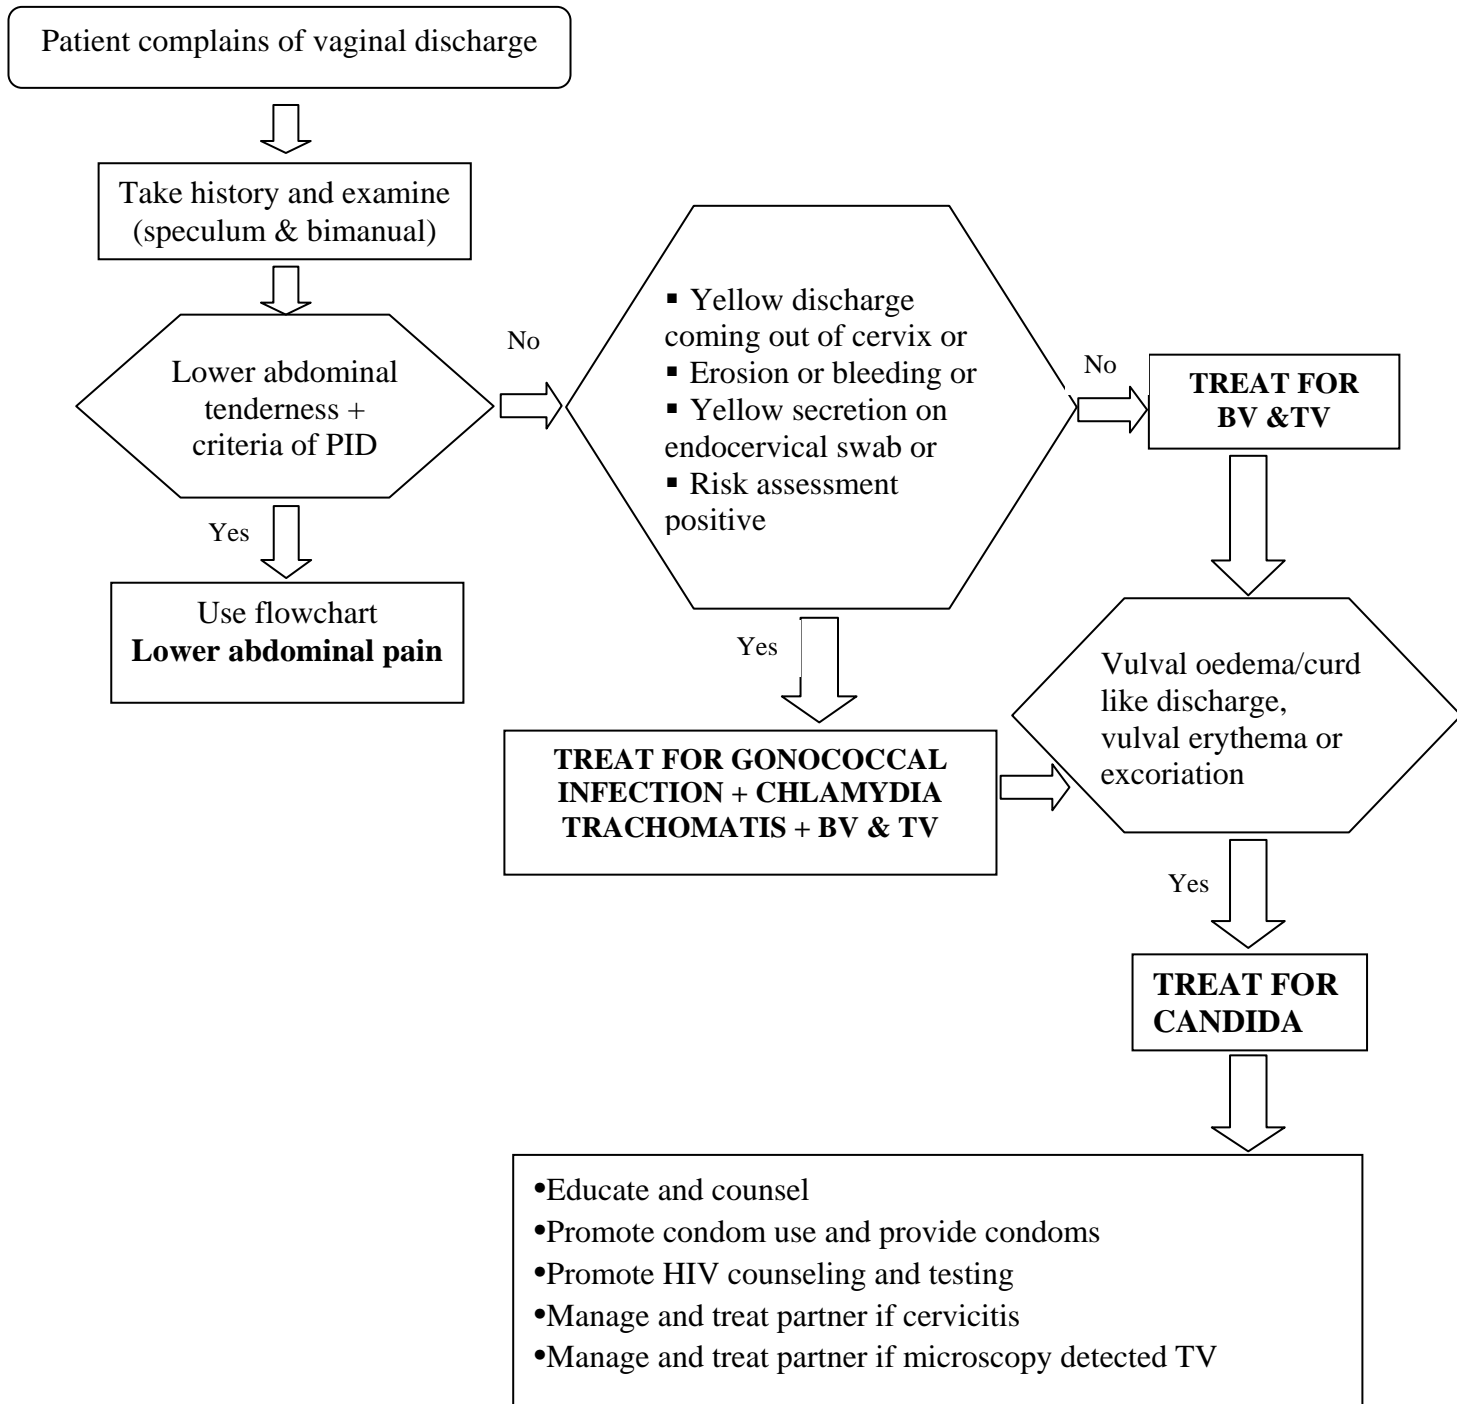 Patient complains of vaginal discharge
Take history and examine
(speculum & bimanual)
Lower abdominal
tenderness +
criteria of PID
No
Yes
Use flowchart
Lower abdominal pain
▪ Yellow discharge
coming out of cervix or
▪ Erosion or bleeding or
▪ Yellow secretion on
endocervical swab or
▪ Risk assessment
positive
No
Yes
TREAT FOR
BV &TV
TREAT FOR GONOCOCCAL
INFECTION + CHLAMYDIA
TRACHOMATIS + BV & TV
Vulval oedema/curd
like discharge,
vulval erythema or
excoriation
Yes
TREAT FOR
CANDIDA
•Educate and counsel
•Promote condom use and provide condoms
•Promote HIV counseling and testing
•Manage and treat partner if cervicitis
•Manage and treat partner if microscopy detected TV